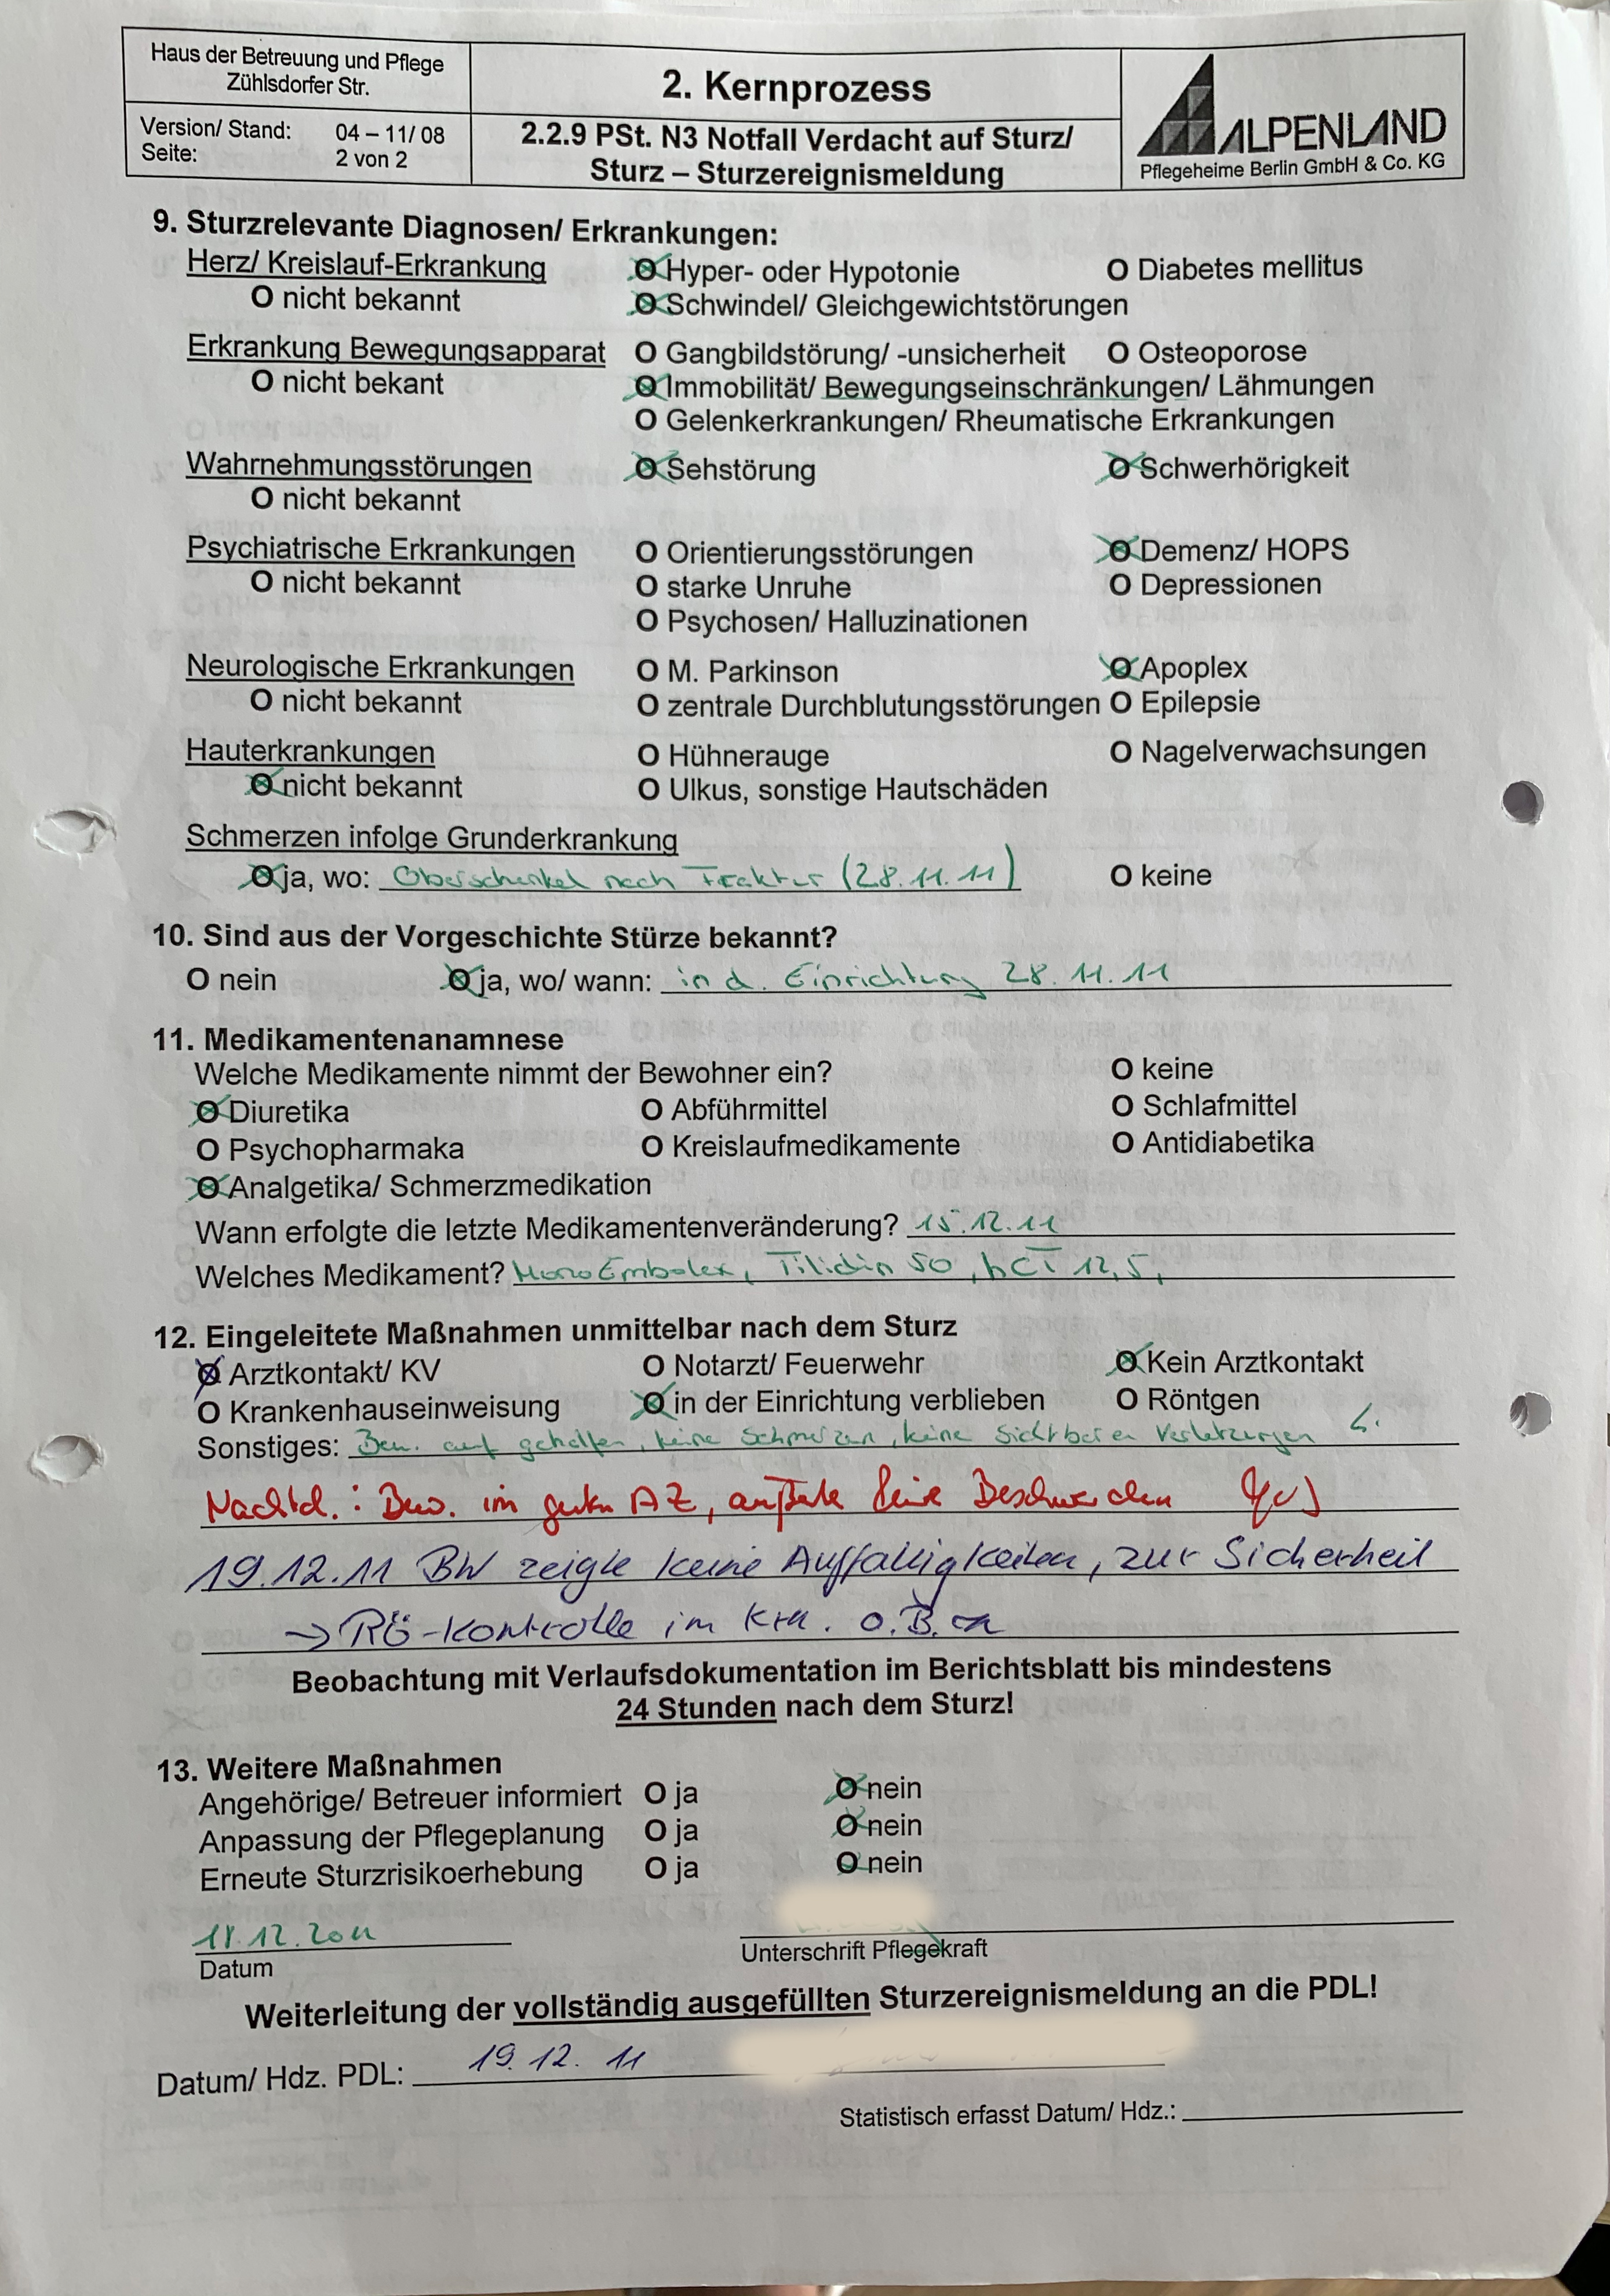 Haus der Betreuung und Pflege
Zühlsdorfer Str.
Version/ Stand: 04 – 11/ 08
Seite: 2 von 2
2. Kernprozess
2.2.9 PSt. N3 Notfall Verdacht auf Sturz/
Sturz – Sturzereignismeldung
ALPENLAND
Pflegeheime Berlin GmbH & Co. KG
9. Sturzrelevante Diagnosen/ Erkrankungen:
Herz/ Kreislauf-Erkrankung O Hyper- oder Hypotonie O Diabetes mellitus
O nicht bekannt O Schwindel/ Gleichgewichtstörungen
Erkrankung Bewegungsapparat O Gangbildstörung/ -unsicherheit O Osteoporose
O nicht bekant O Immobilität/ Bewegungseinschränkungen/ Lähmungen
O Gelenkerkrankungen/ Rheumatische Erkrankungen
Wahrnehmungsstörungen O Sehstörung O Schwerhörigkeit
O nicht bekannt
Psychiatrische Erkrankungen O Orientierungsstörungen O Demenz/ HOPS
O nicht bekannt O starke Unruhe O Depressionen
O Psychosen/ Halluzinationen
Neurologische Erkrankungen O M. Parkinson O Apoplex
O nicht bekannt O zentrale Durchblutungsstörungen O Epilepsie
Hauterkrankungen O Hühnerauge O Nagelverwachsungen
O nicht bekannt O Ulkus, sonstige Hautschäden
Schmerzen infolge Grunderkrankung
O ja, wo: Oberschenkel nach Fraktur (28.11.11) O keine
10. Sind aus der Vorgeschichte Stürze bekannt?
O nein O ja, wo/ wann: in d. Einrichtung 28.11.11
11. Medikamentenanamnese
Welche Medikamente nimmt der Bewohner ein? O keine
O Diuretika O Abführmittel O Schlafmittel
O Psychopharmaka O Kreislaufmedikamente O Antidiabetika
O Analgetika/ Schmerzmedikation
Wann erfolgte die letzte Medikamentenveränderung? 15.12.11
Welches Medikament? Mono Embolex, Tilidin 50, hCT 12,5,
12. Eingeleitete Maßnahmen unmittelbar nach dem Sturz
O Arztkontakt/ KV O Notarzt/ Feuerwehr O Kein Arztkontakt
O Krankenhauseinweisung O in der Einrichtung verblieben O Röntgen
Sonstiges: Bew. auf geholfen, keine Schmerzen, keine sichtbaren Verletzungen
Nachtd.: Bew. im guten AZ, äußerte keine Beschwerden
19.12.11 BW zeigte keine Auffälligkeiten, zur Sicherheit
→ Rö-Kontrolle im Krh. o.B.
Beobachtung mit Verlaufsdokumentation im Berichtsblatt bis mindestens
24 Stunden nach dem Sturz!
13. Weitere Maßnahmen
Angehörige/ Betreuer informiert O ja O nein
Anpassung der Pflegeplanung O ja O nein
Erneute Sturzrisikoerhebung O ja O nein
18.12.2011
Datum Unterschrift Pflegekraft
Weiterleitung der vollständig ausgefüllten Sturzereignismeldung an die PDL!
Datum/ Hdz. PDL: 19.12.11
Statistisch erfasst Datum/ Hdz.: